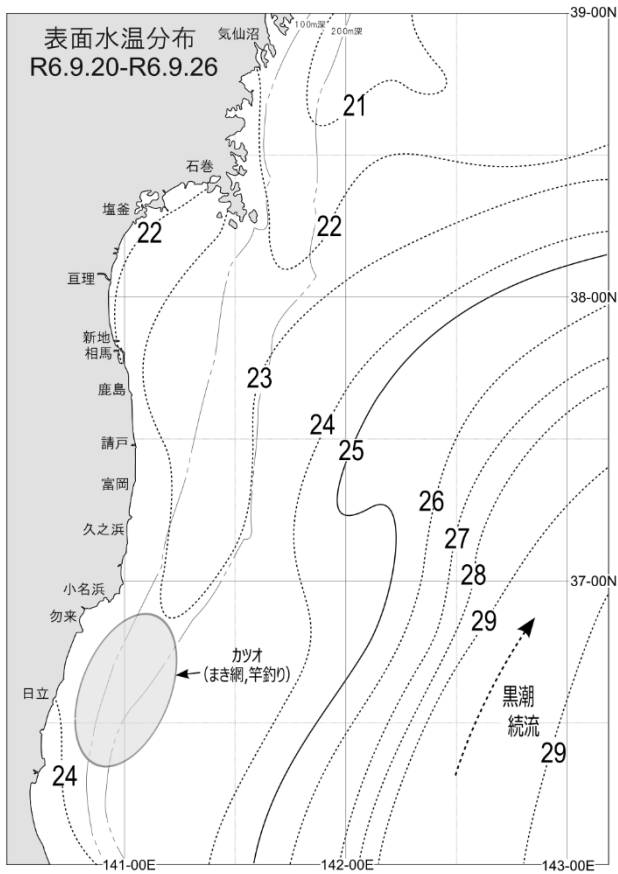 39-00N
表面水温分布
R6.9.20-R6.9.26
気仙沼
100m深
200m深
21
石巻
塩釜
22
22
亘理
38-00N
新地
相馬
23
鹿島
24
25
請戸
富岡
26
久之浜
27
28
37-00N
小名浜
勿来
29
カツオ
(まき網,竿釣り)
日立
黒潮
続流
29
24
141-00E
142-00E
143-00E